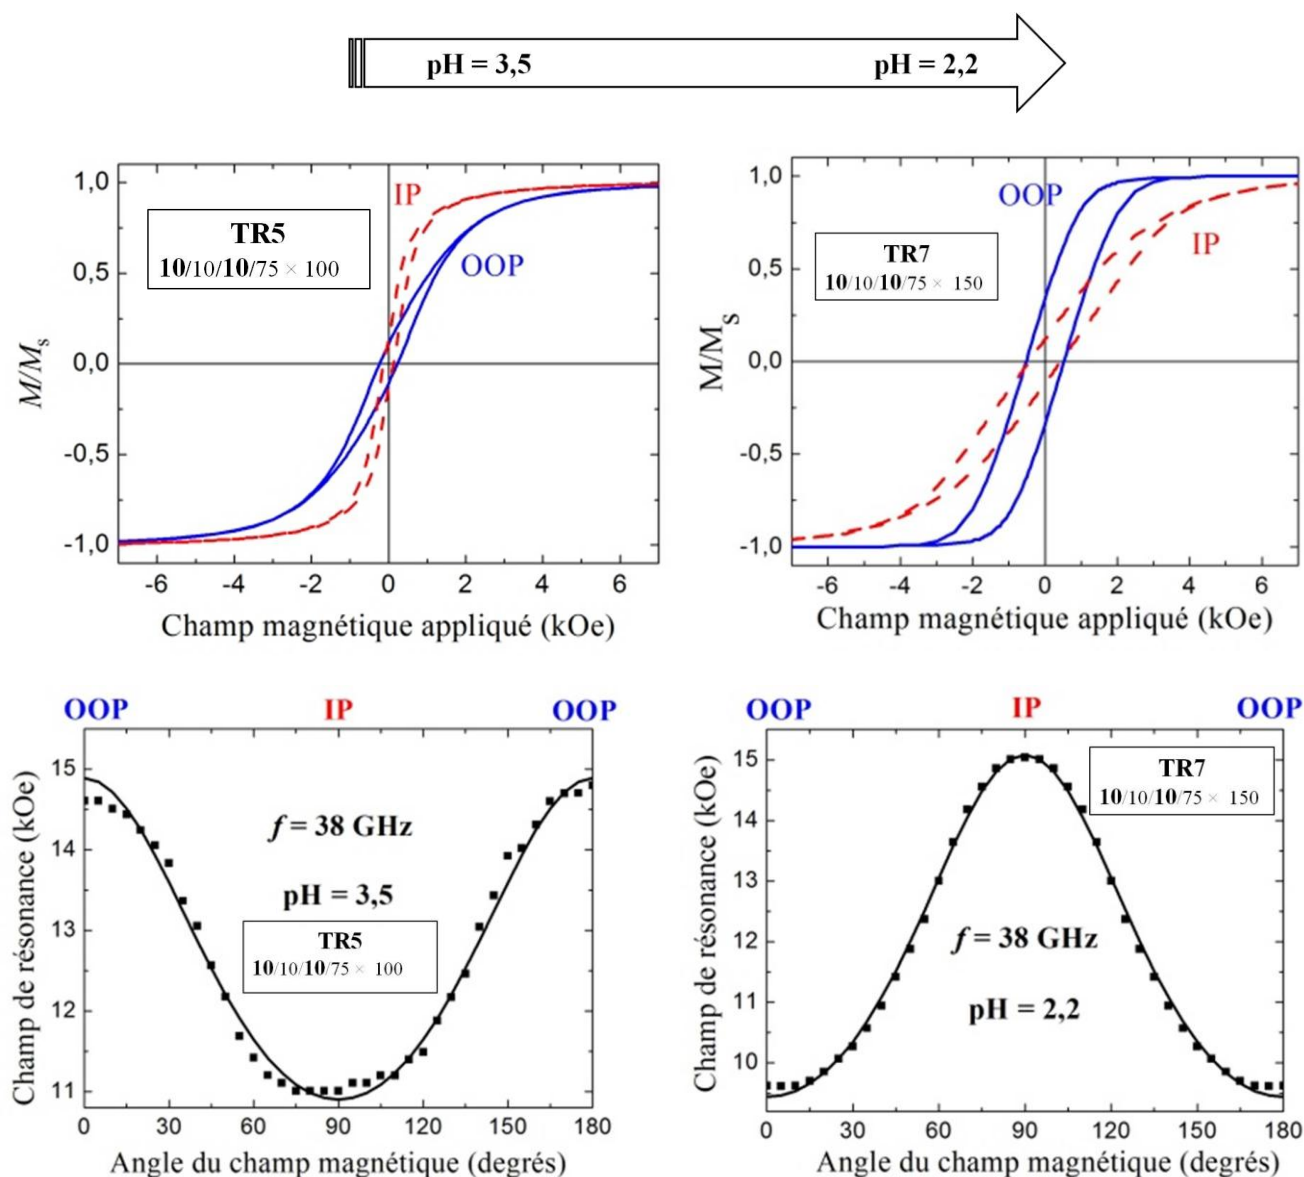 pH = 3,5 pH = 2,2
IP
TR5
10/10/10/75 × 100
OOP
M/Ms
1,0
0,5
0,0
-0,5
-1,0
-6 -4 -2 0 2 4 6
Champ magnétique appliqué (kOe)
OOP
TR7
10/10/10/75 × 150
IP
M/Ms
1,0
0,5
0,0
-0,5
-1,0
-6 -4 -2 0 2 4 6
Champ magnétique appliqué (kOe)
OOP IP OOP
Champ de résonance (kOe)
15
14
13
12
11
f = 38 GHz
pH = 3,5
TR5
10/10/10/75 × 100
0 30 60 90 120 150 180
Angle du champ magnétique (degrés)
OOP IP OOP
Champ de résonance (kOe)
15
14
13
12
11
10
TR7
10/10/10/75 × 150
f = 38 GHz
pH = 2,2
0 30 60 90 120 150 180
Angle du champ magnétique (degrés)